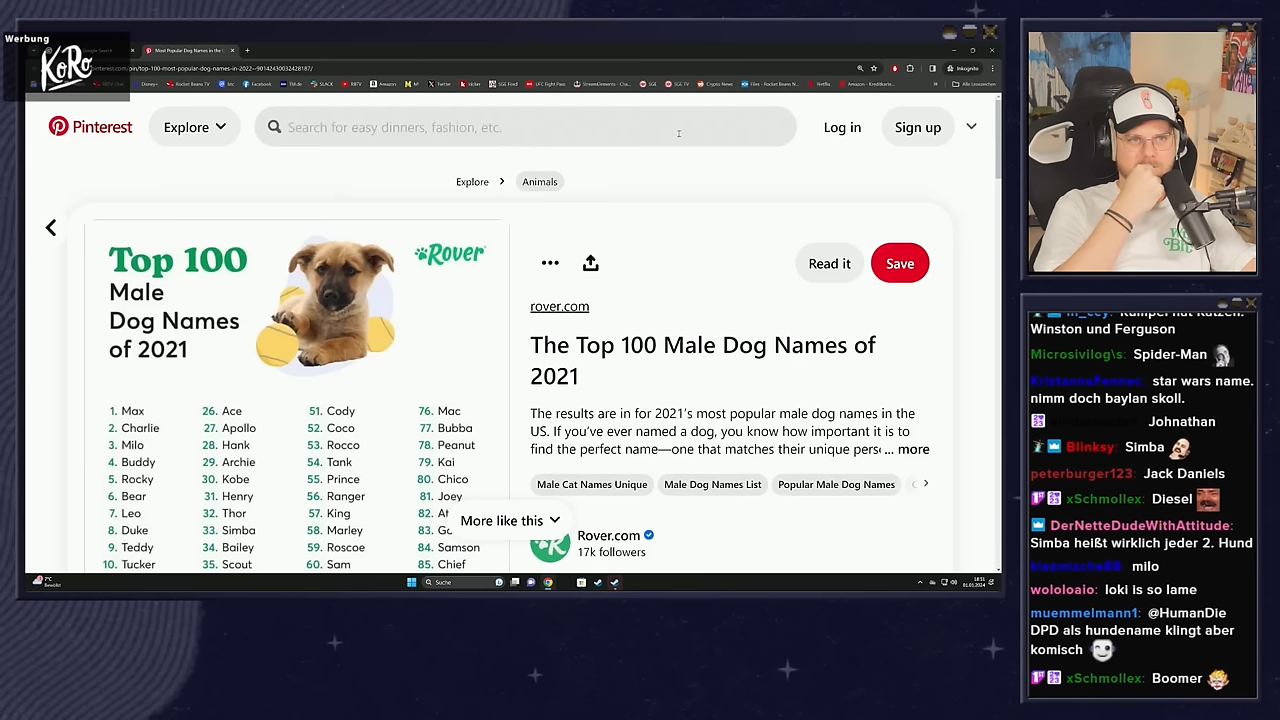 Werbung
KoRo
Most Popular Dog Names in the
Suche
Pinterest
Explore
Search for easy dinners, fashion, etc.
Log in
Sign up
Explore
Animals
Top 100
Male
Dog Names
of 2021
Rover
1. Max
2. Charlie
3. Milo
4. Buddy
5. Rocky
6. Bear
7. Leo
8. Duke
9. Teddy
10. Tucker
26. Ace
27. Apollo
28. Hank
29. Archie
30. Kobe
31. Henry
32. Thor
33. Simba
34. Bailey
35. Scout
51. Cody
52. Coco
53. Rocco
54. Tank
55. Prince
56. Ranger
57. King
58. Marley
59. Roscoe
60. Sam
76. Mac
77. Bubba
78. Peanut
79. Kai
80. Chico
81. Joey
82.
83.
84. Samson
85. Chief
More like this
Read it
Save
rover.com
The Top 100 Male Dog Names of
2021
The results are in for 2021's most popular male dog names in the
US. If you've ever named a dog, you know how important it is to
find the perfect name—one that matches their unique pers... more
Male Cat Names Unique
Male Dog Names List
Popular Male Dog Names
Rover.com
17k followers
Winston und Ferguson
Microsivilog\s: Spider-Man
star wars name.
nimm doch baylan skoll.
Johnathan
Blinksy: Simba
peterburger123: Jack Daniels
xSchmollex: Diesel
DerNetteDudeWithAttitude:
Simba heißt wirklich jeder 2. Hund
milo
wololoaio: loki is so lame
muemmelmann1: @HumanDie
DPD als hundename klingt aber
komisch
xSchmollex: Boomer